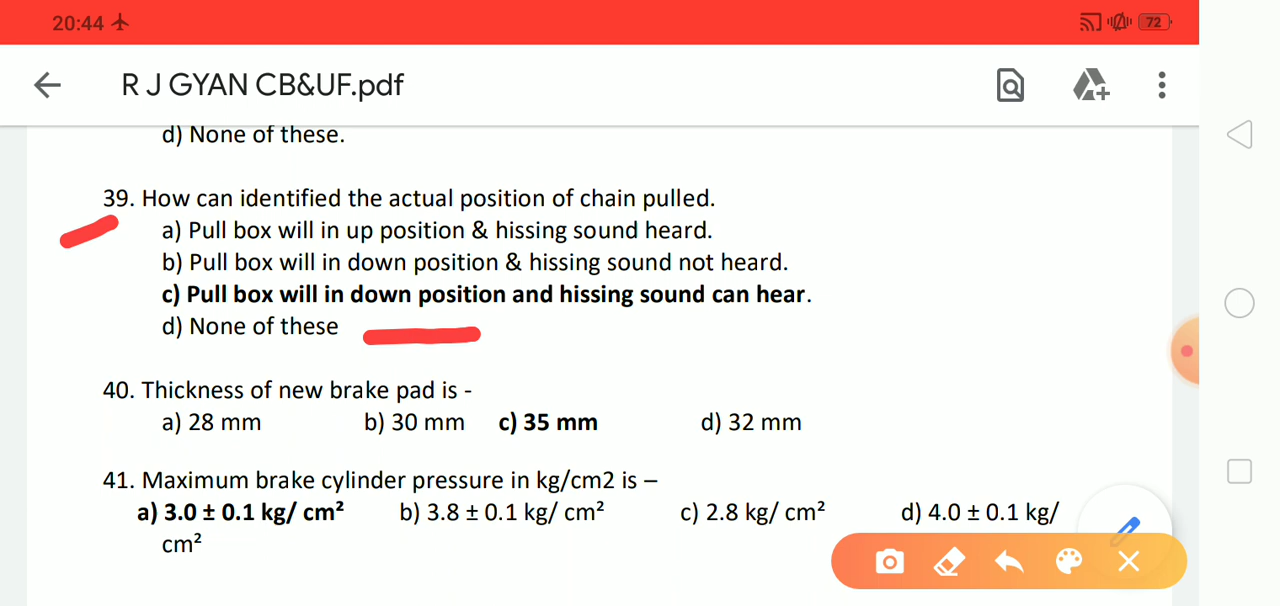 20:44
72
R J GYAN CB&UF.pdf
d) None of these.
39. How can identified the actual position of chain pulled.
a) Pull box will in up position & hissing sound heard.
b) Pull box will in down position & hissing sound not heard.
c) Pull box will in down position and hissing sound can hear.
d) None of these
40. Thickness of new brake pad is -
a) 28 mm b) 30 mm c) 35 mm d) 32 mm
41. Maximum brake cylinder pressure in kg/cm2 is –
a) 3.0 ± 0.1 kg/ cm² b) 3.8 ± 0.1 kg/ cm² c) 2.8 kg/ cm² d) 4.0 ± 0.1 kg/
cm²